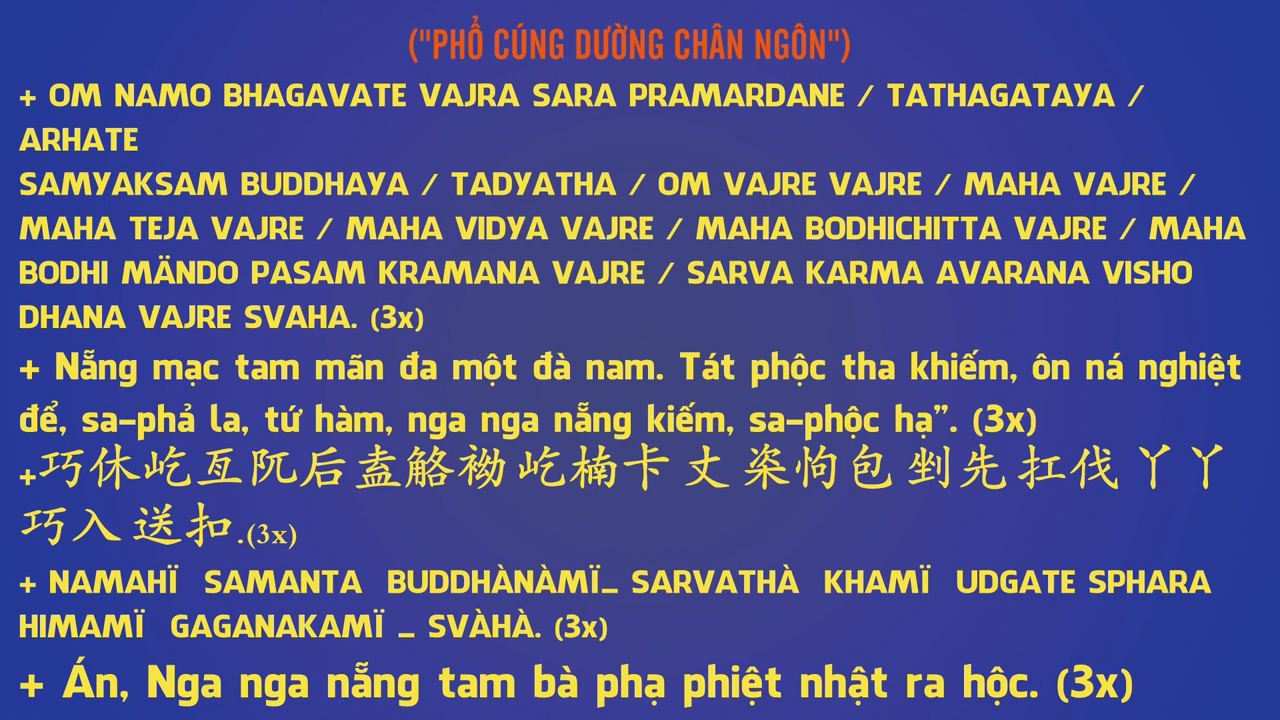 ("PHỔ CÚNG DƯỜNG CHÂN NGÔN")
+ OM NAMO BHAGAVATE VAJRA SARA PRAMARDANE / TATHAGATAYA /
ARHATE
SAMYAKSAM BUDDHAYA / TADYATHA / OM VAJRE VAJRE / MAHA VAJRE /
MAHA TEJA VAJRE / MAHA VIDYA VAJRE / MAHA BODHICHITTA VAJRE / MAHA
BODHI MÄNDO PASAM KRAMANA VAJRE / SARVA KARMA AVARANA VISHO
DHANA VAJRE SVAHA. (3x)
+ Nẵng mạc tam mãn đa một đà nam. Tát phộc tha khiếm, ôn ná nghiệt
để, sa-phả la, tứ hàm, nga nga nẵng kiếm, sa-phộc hạ”. (3x)
+巧休屹亙阢后盍觡袎屹楠卡丈栥怐包剉先扛伐丫丫
巧入送扣.(3x)
+ NAMAHÏ SAMANTA BUDDHÀNÀMÏ_ SARVATHÀ KHAMÏ UDGATE SPHARA
HIMAMÏ GAGANAKAMÏ _ SVÀHÀ. (3x)
+ Án, Nga nga nẵng tam bà phạ phiệt nhật ra hộc. (3x)